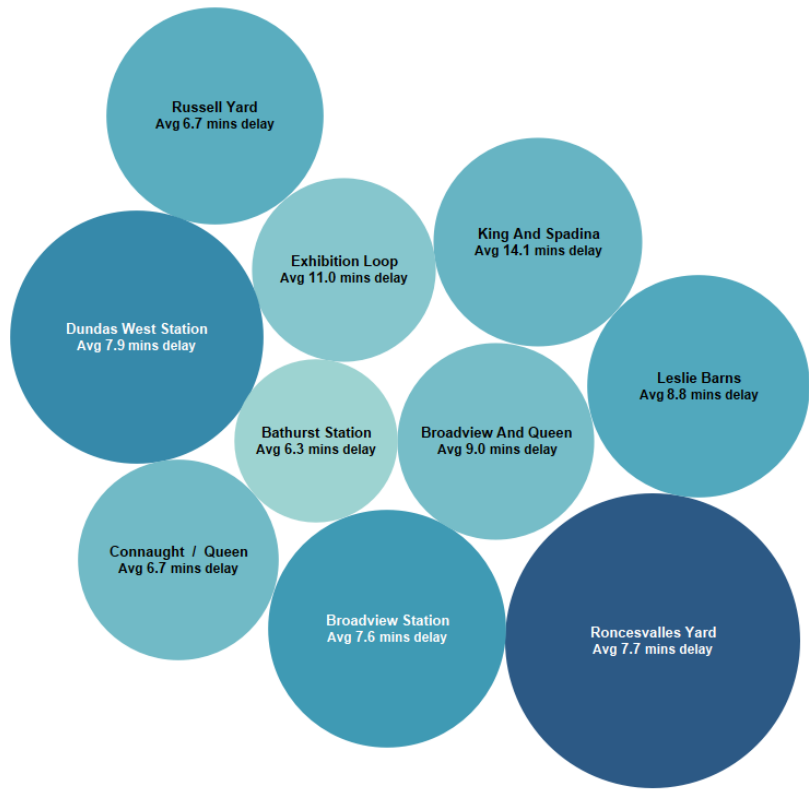 Russell Yard
Avg 6.7 mins delay
King And Spadina
Avg 14.1 mins delay
Exhibition Loop
Avg 11.0 mins delay
Dundas West Station
Avg 7.9 mins delay
Leslie Barns
Avg 8.8 mins delay
Bathurst Station
Avg 6.3 mins delay
Broadview And Queen
Avg 9.0 mins delay
Connaught / Queen
Avg 6.7 mins delay
Broadview Station
Avg 7.6 mins delay
Roncesvalles Yard
Avg 7.7 mins delay